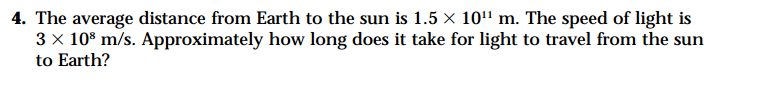 4. The average distance from Earth to the sun is 1.5 × 10¹¹ m. The speed of light is
3 × 10⁸ m/s. Approximately how long does it take for light to travel from the sun
to Earth?